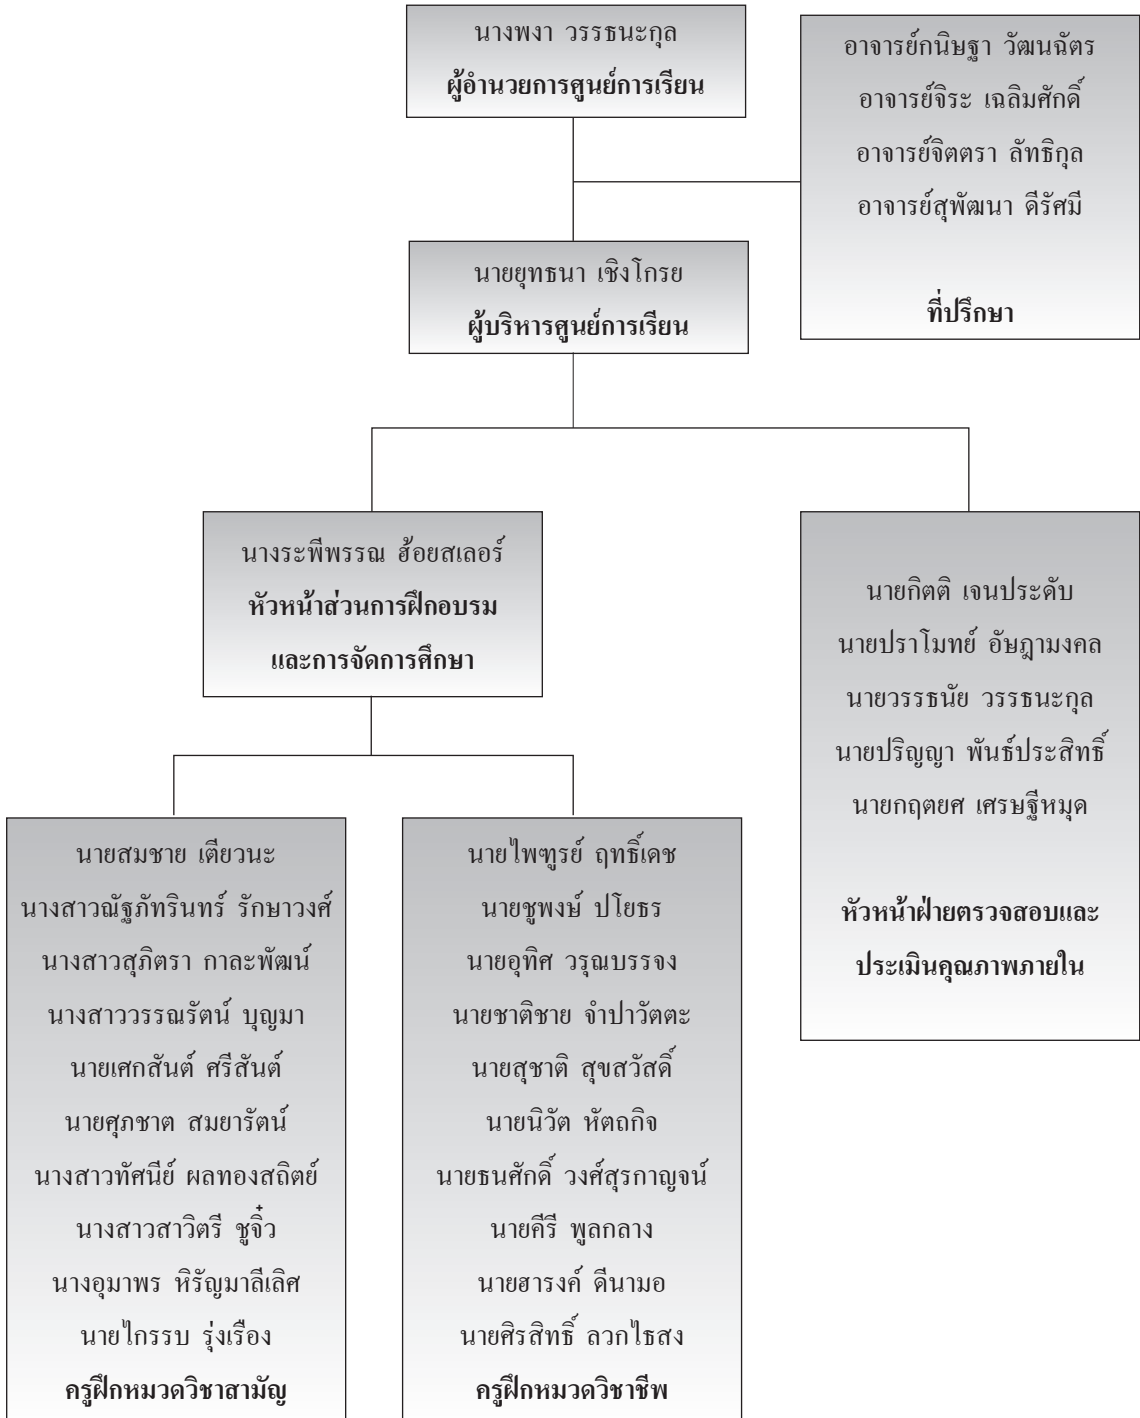 นางพงา วรรธนะกุล
ผู้อำนวยการศูนย์การเรียน
อาจารย์กนิษฐา วัฒนฉัตร
อาจารย์จิระ เฉลิมศักดิ์
อาจารย์จิตตรา ลัทธิกุล
อาจารย์สุพัฒนา ดีรัศมี
ที่ปรึกษา
นายยุทธนา เชิงโกรย
ผู้บริหารศูนย์การเรียน
นางระพีพรรณ ฮ้อยสเลอร์
หัวหน้าส่วนการฝึกอบรม
และการจัดการศึกษา
นายกิตติ เจนประดับ
นายปราโมทย์ อัษฎามงคล
นายวรรธนัย วรรธนะกุล
นายปริญญา พันธ์ประสิทธิ์
นายกฤตยศ เศรษฐีหมุด
หัวหน้าฝ่ายตรวจสอบและ
ประเมินคุณภาพภายใน
นายสมชาย เตียวนะ
นางสาวณัฐภัทรินทร์ รักษาวงศ์
นางสาวสุภิตรา กาละพัฒน์
นางสาววรรณรัตน์ บุญมา
นายเศกสันต์ ศรีสันต์
นายศุภชาต สมยารัตน์
นางสาวทัศนีย์ ผลทองสถิตย์
นางสาวสาวิตรี ชูจิ๋ว
นางอุมาพร หิรัญมาลีเลิศ
นายไกรรบ รุ่งเรือง
ครูฝึกหมวดวิชาสามัญ
นายไพฑูรย์ ฤทธิ์เดช
นายชูพงษ์ ปโยธร
นายอุทิศ วรุณบรรจง
นายชาติชาย จำปาวัตตะ
นายสุชาติ สุขสวัสดิ์
นายนิวัต หัตถกิจ
นายธนศักดิ์ วงศ์สุรกาญจน์
นายคีรี พูลกลาง
นายฮารงค์ ดีนามอ
นายศิรสิทธิ์ ลวกไธสง
ครูฝึกหมวดวิชาชีพ